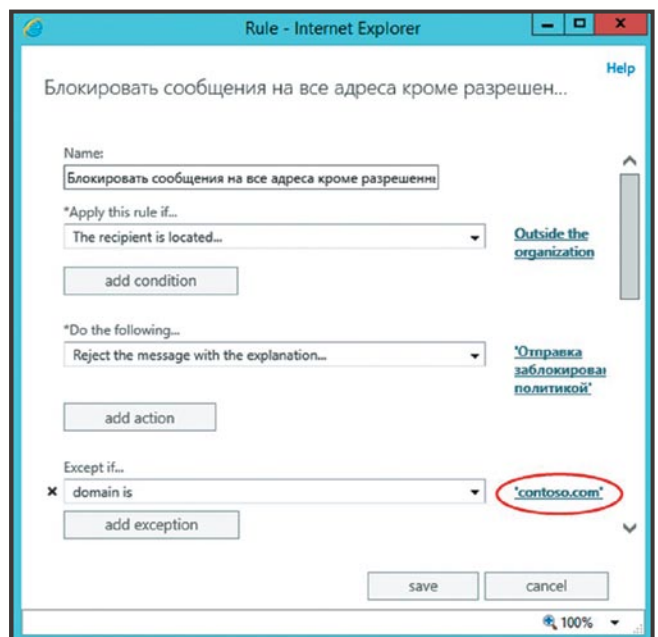 Rule - Internet Explorer
Help
Блокировать сообщения на все адреса кроме разрешен...
Name:
Блокировать сообщения на все адреса кроме разрешенн
*Apply this rule if...
The recipient is located...
Outside the
organization
add condition
*Do the following...
Reject the message with the explanation...
'Отправка
заблокирован
политикой'
add action
Except if...
domain is
'contoso.com'
add exception
save
cancel
100%